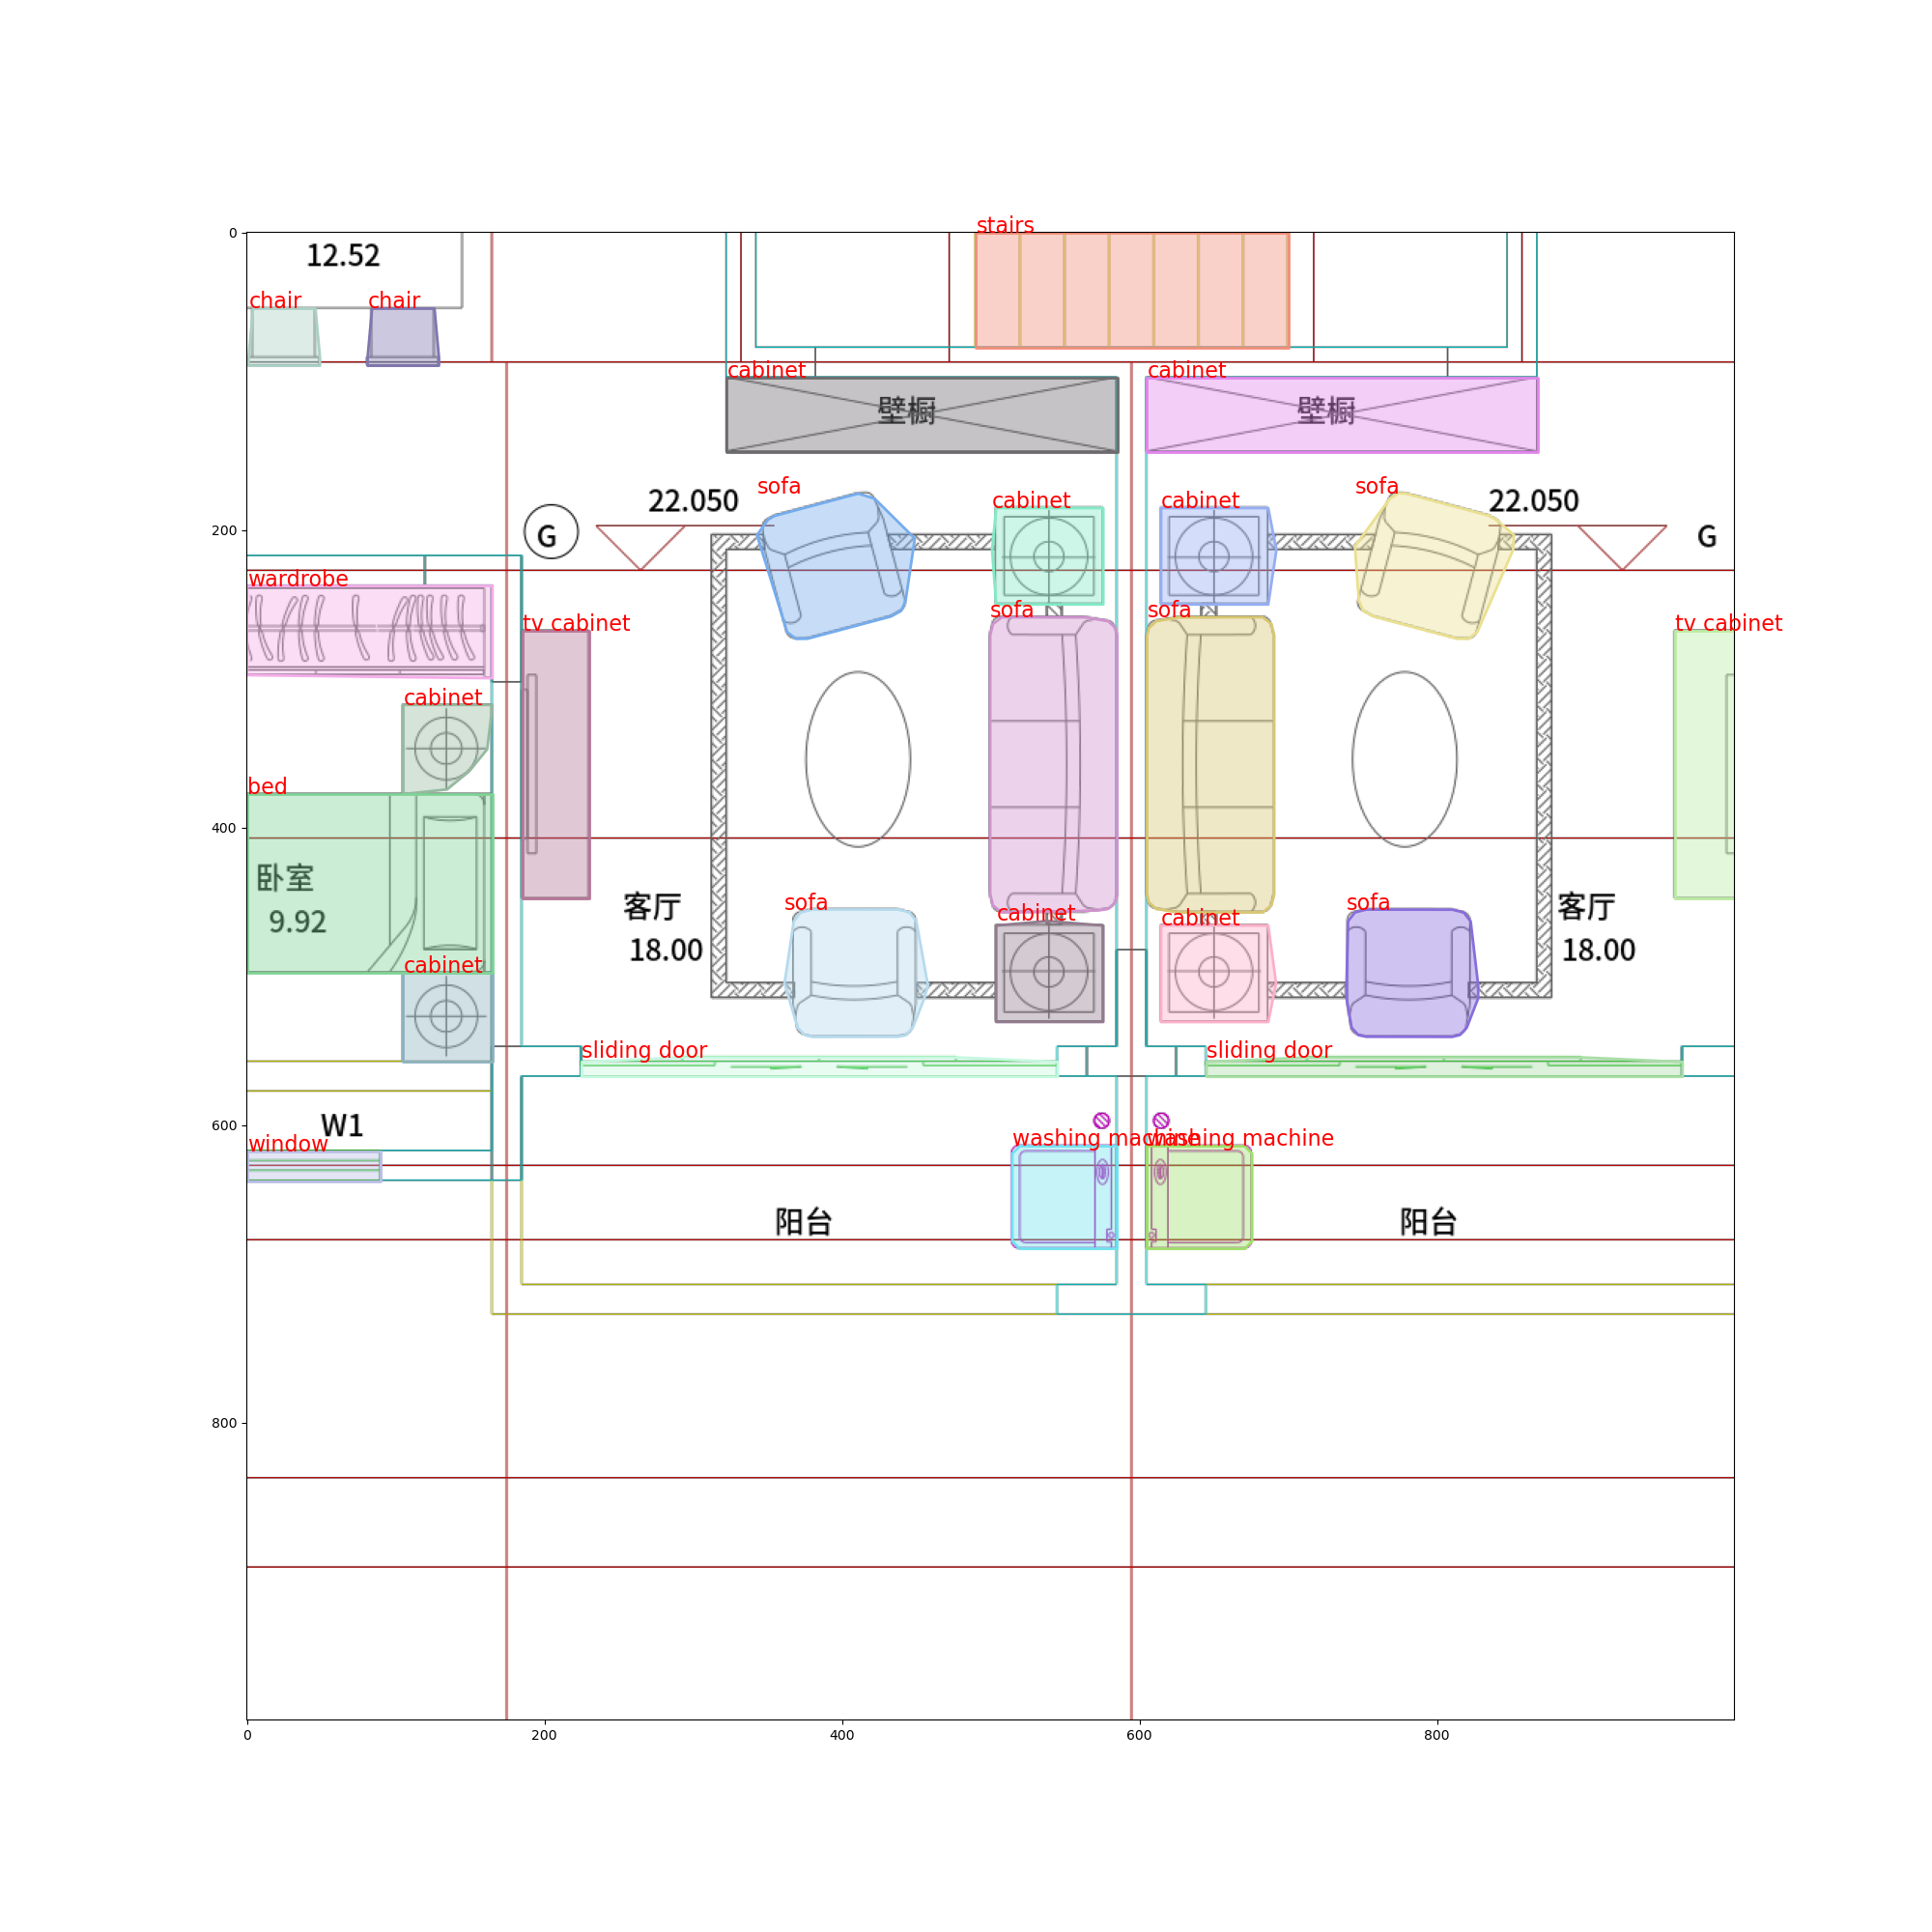 0
stairs
12.52
chair
chair
cabinet
cabinet
壁橱
壁橱
sofa
sofa
22.050
cabinet
cabinet
22.050
200
G
G
wardrobe
sofa
sofa
tv cabinet
tv cabinet
cabinet
bed
400
卧室
9.92
客厅
18.00
sofa
cabinet
cabinet
sofa
客厅
18.00
cabinet
sliding door
sliding door
600
W1
window
washing machine
washing machine
阳台
阳台
800
0
200
400
600
800